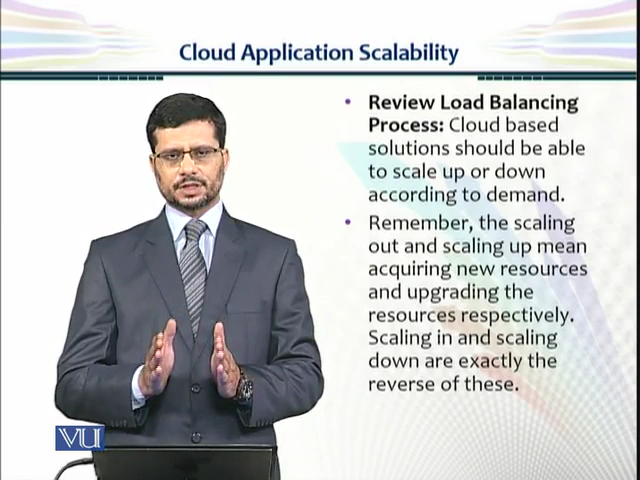 Cloud Application Scalability
• Review Load Balancing
Process: Cloud based
solutions should be able
to scale up or down
according to demand.
• Remember, the scaling
out and scaling up mean
acquiring new resources
and upgrading the
resources respectively.
Scaling in and scaling
down are exactly the
reverse of these.
VU